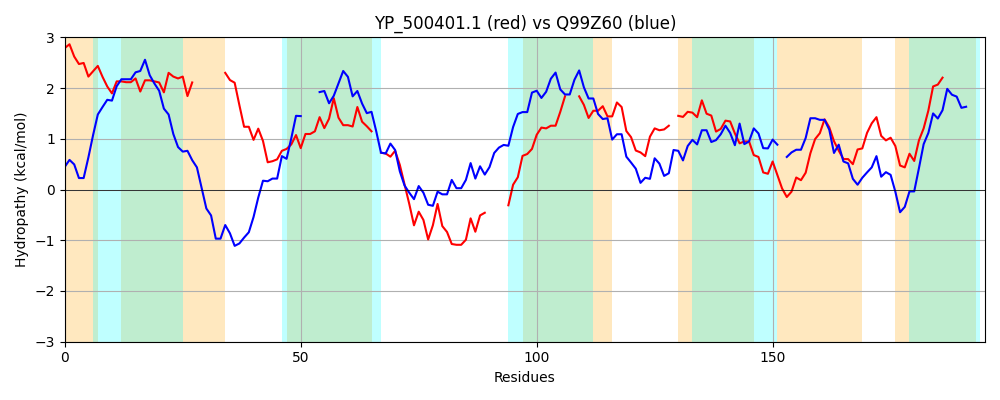 YP_500401.1 (red) vs Q99Z60 (blue)
Hydropathy (kcal/mol)
3
2
1
0
−1
−2
−3
0 50 100 150
Residues